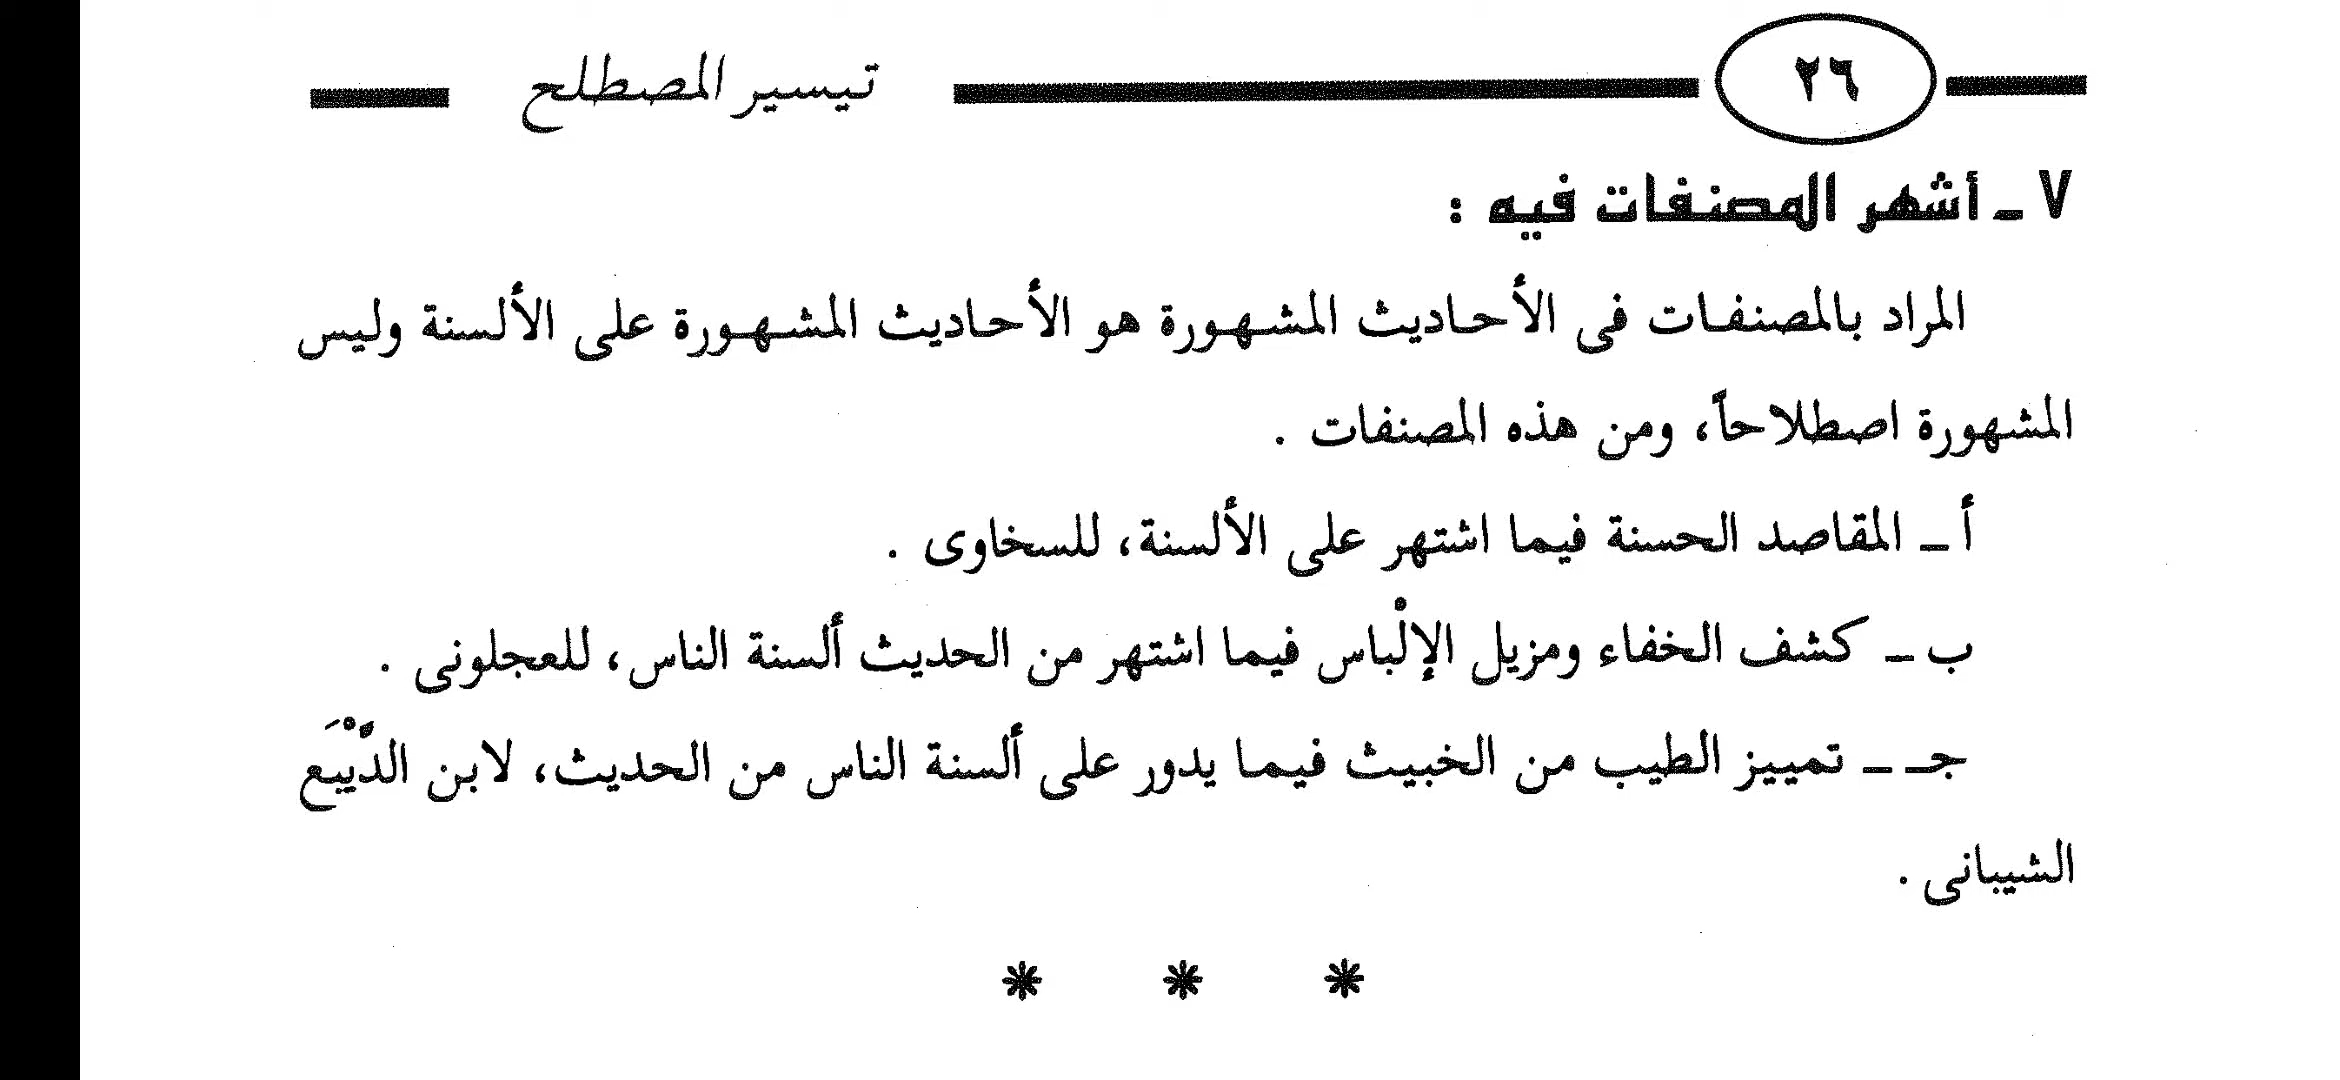 ٢٦ تيسير المصطلح
٧ ـ أشهر المصنفات فيه :
المراد بالمصنفات فى الأحاديث المشهورة هو الأحاديث المشهورة على الألسنة وليس
المشهورة اصطلاحاً، ومن هذه المصنفات .
أ ـ المقاصد الحسنة فيما اشتهر على الألسنة، للسخاوى .
ب ـ كشف الخفاء ومزيل الإلْباس فيما اشتهر من الحديث ألسنة الناس، للعجلونى .
جـ ـ تمييز الطيب من الخبيث فيما يدور على ألسنة الناس من الحديث، لابن الدَّيْبَع
الشيبانى .
* * *